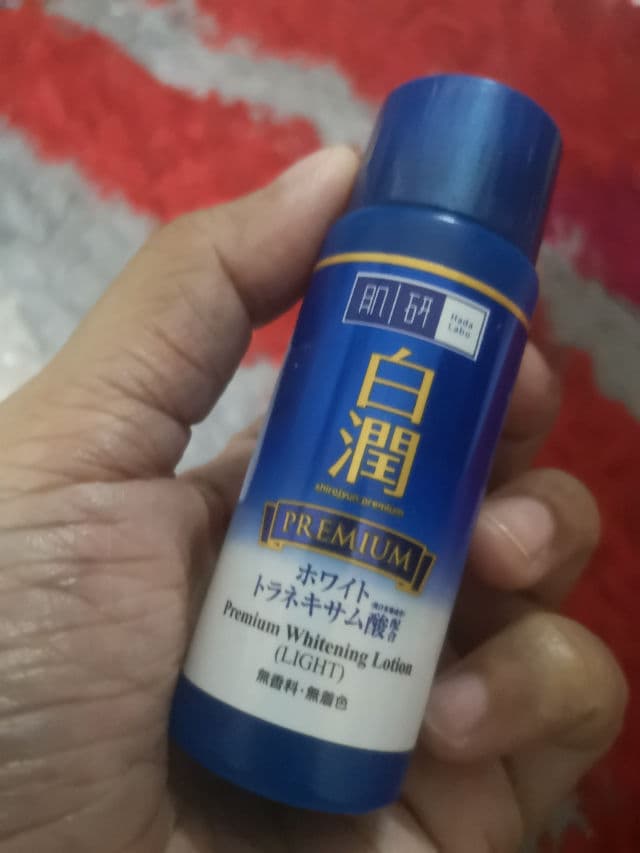 肌研 Hada Labo
白潤
shirojyun premium
PREMIUM
ホワイト
トラネキサム酸配合
Premium Whitening Lotion
(LIGHT)
無香料・無着色